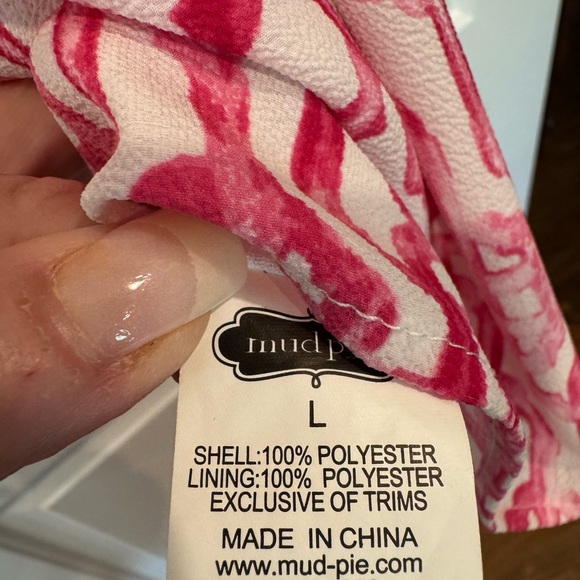 mud pie
L
SHELL:100% POLYESTER
LINING:100% POLYESTER
EXCLUSIVE OF TRIMS
MADE IN CHINA
www.mud-pie.com